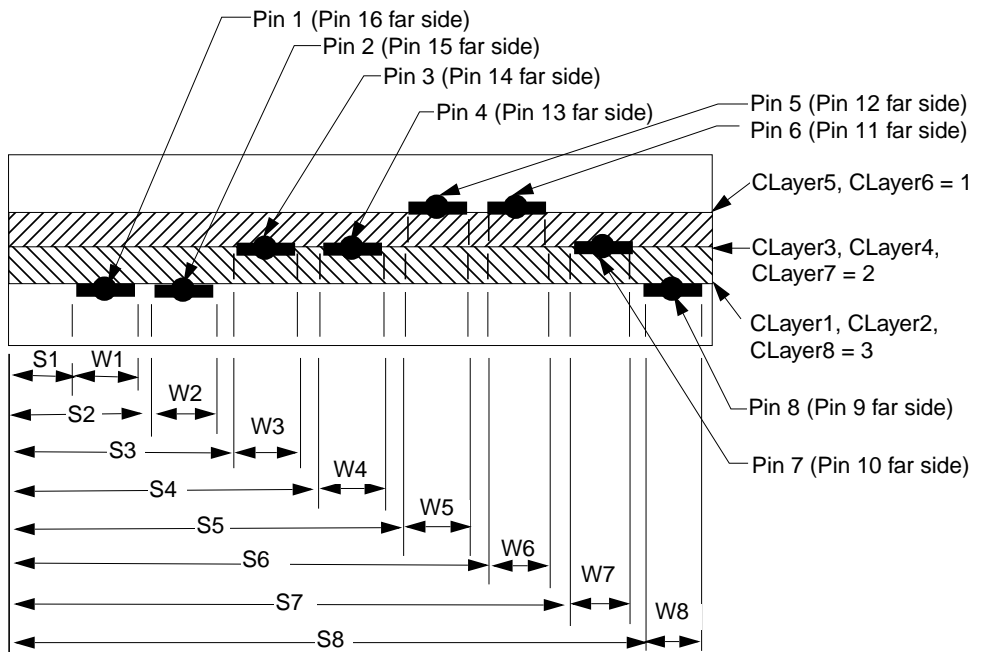 Pin 1 (Pin 16 far side)
Pin 2 (Pin 15 far side)
Pin 3 (Pin 14 far side)
Pin 4 (Pin 13 far side)
Pin 5 (Pin 12 far side)
Pin 6 (Pin 11 far side)
CLayer5, CLayer6 = 1
CLayer3, CLayer4,
CLayer7 = 2
CLayer1, CLayer2,
CLayer8 = 3
Pin 8 (Pin 9 far side)
Pin 7 (Pin 10 far side)
S1
W1
S2
W2
S3
W3
S4
W4
S5
W5
S6
W6
S7
W7
S8
W8